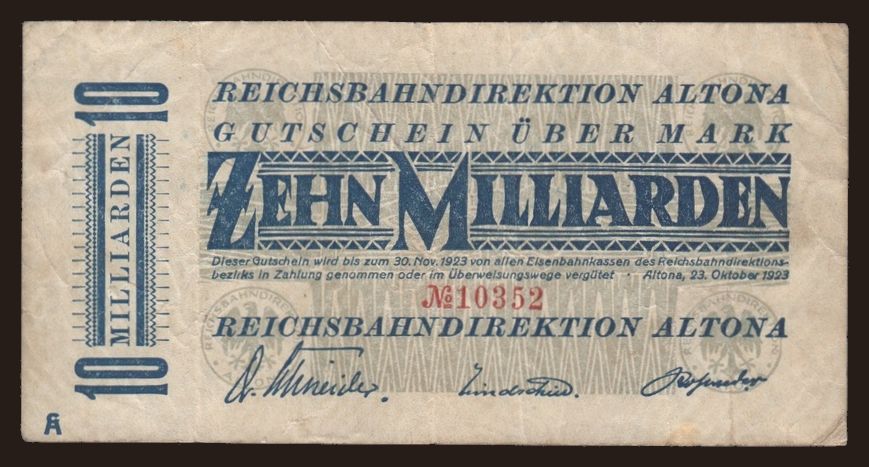 10 MILLIARDEN 10
REICHSBAHNDIREKTION ALTONA
GUTSCHEIN ÜBER MARK
ZEHN MILLIARDEN
Dieser Gutschein wird bis zum 30. Nov. 1923 von allen Eisenbahnkassen des Reichsbahndirektions-
bezirks in Zahlung genommen oder im Überweisungswege vergütet · Altona, 23. Oktober 1923
№10352
REICHSBAHNDIREKTION ALTONA